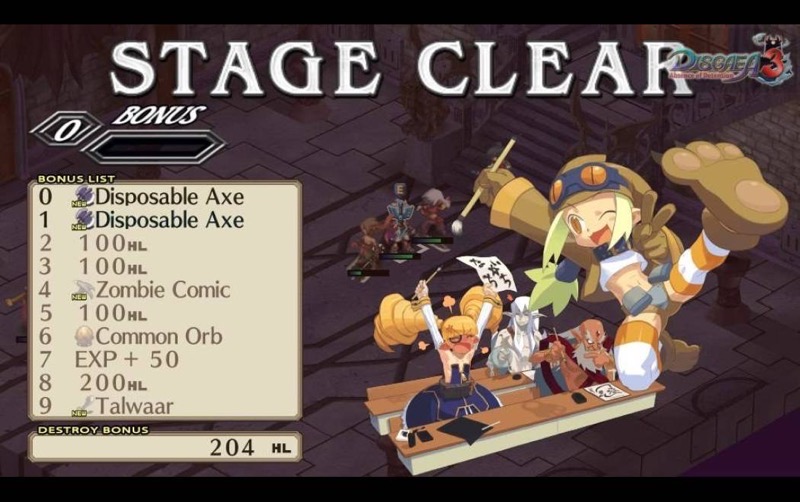 STAGE CLEAR
DISGAEA 3
Absence of Justice
0 BONUS
BONUS LIST
0 NEW Disposable Axe
1 NEW Disposable Axe
2 100HL
3 100HL
4 NEW Zombie Comic
5 100HL
6 Common Orb
7 EXP + 50
8 200HL
9 NEW Talwaar
E
DESTROY BONUS
204 HL